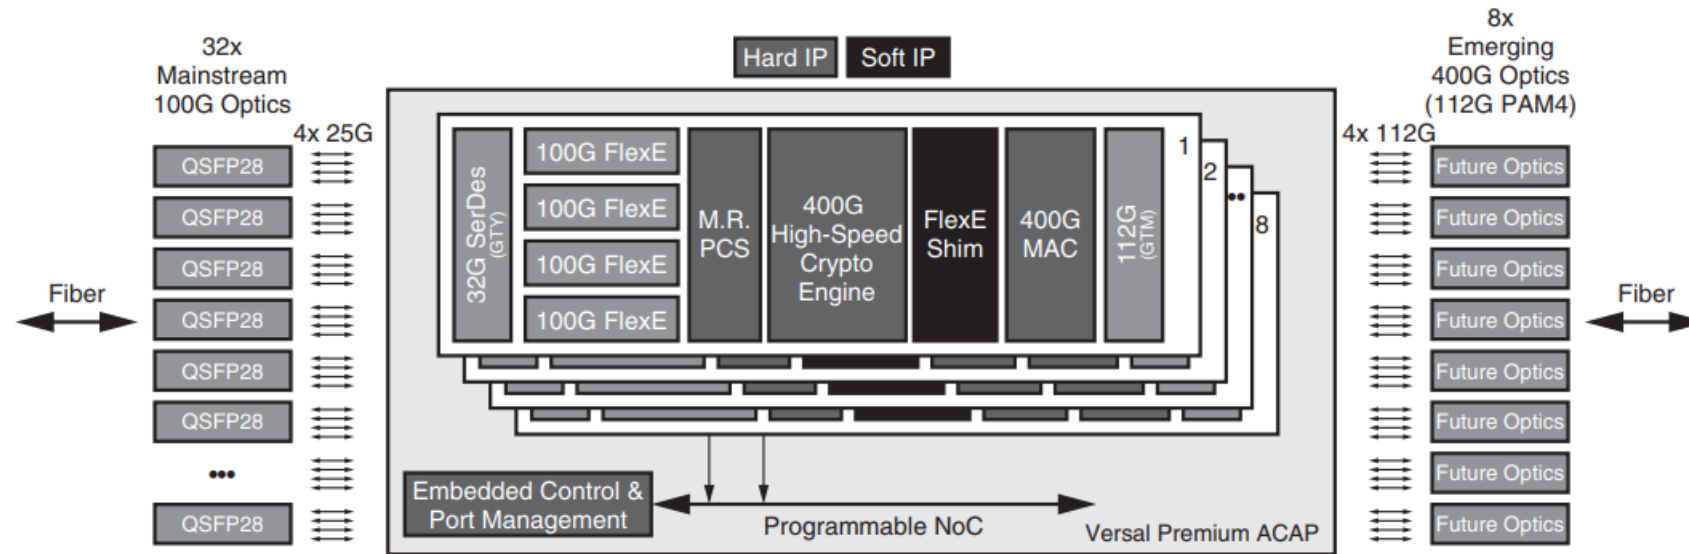 32x
Mainstream
100G Optics
4x 25G
QSFP28
QSFP28
QSFP28
QSFP28
QSFP28
QSFP28
•••
QSFP28
Fiber
Hard IP
Soft IP
32G SerDes
(GTY)
100G FlexE
100G FlexE
100G FlexE
100G FlexE
M.R.
PCS
400G
High-Speed
Crypto
Engine
FlexE
Shim
400G
MAC
112G
(GTM)
1
2
••
8
Embedded Control &
Port Management
Programmable NoC
Versal Premium ACAP
8x
Emerging
400G Optics
(112G PAM4)
4x 112G
Future Optics
Future Optics
Future Optics
Future Optics
Future Optics
Future Optics
Future Optics
Future Optics
Fiber